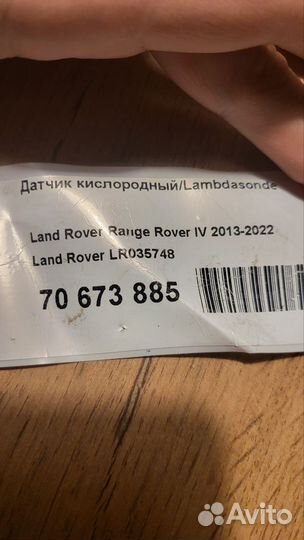 Датчик кислородный/Lambdasonde
Land Rover Range Rover IV 2013-2022
Land Rover LR035748
70 673 885
Avito